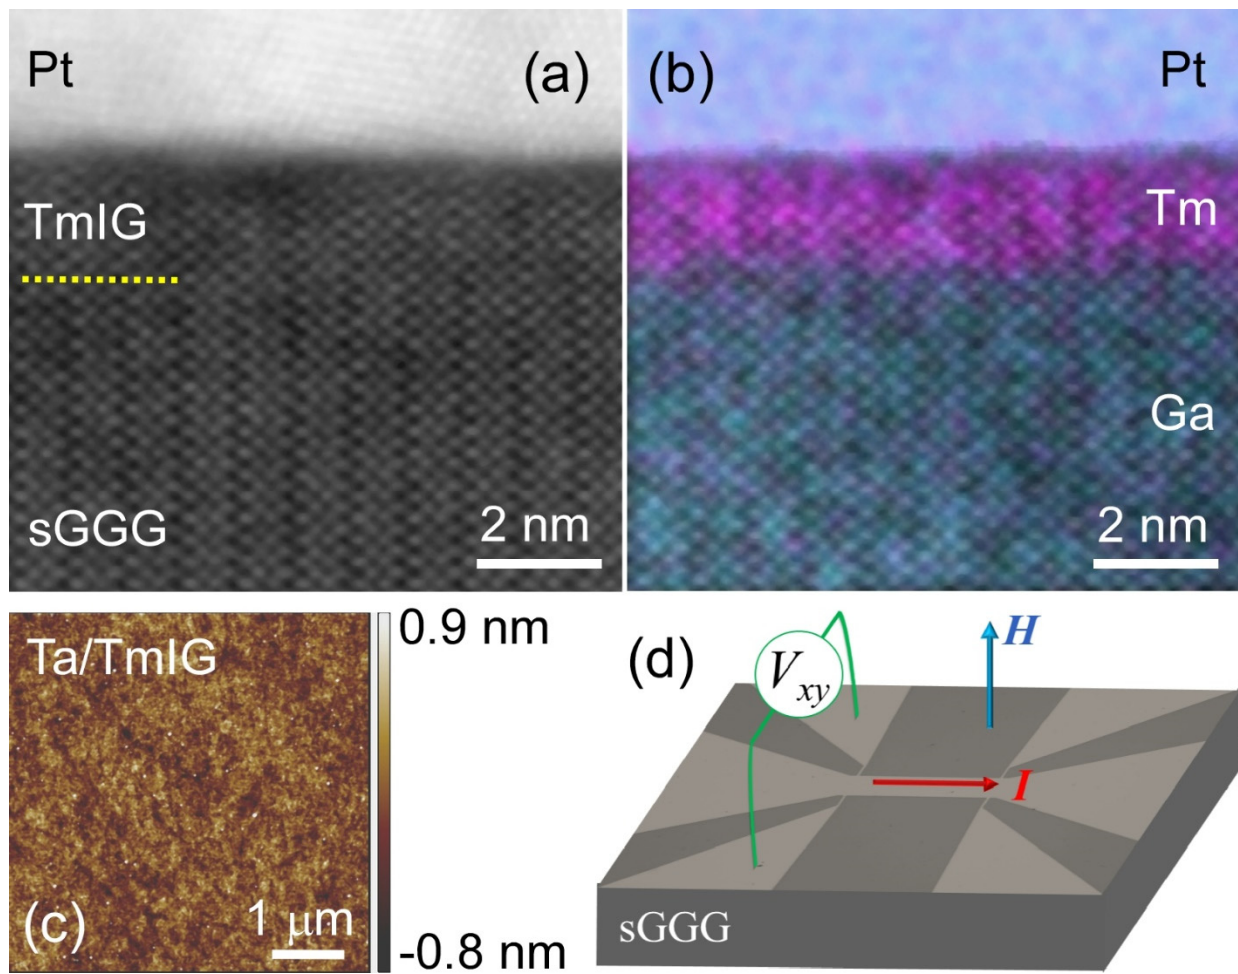 Pt
(a)
TmIG
sGGG
2 nm
(b)
Pt
Tm
Ga
2 nm
Ta/TmIG
(c)
1 μm
0.9 nm
-0.8 nm
(d)
Vxy
H
I
sGGG